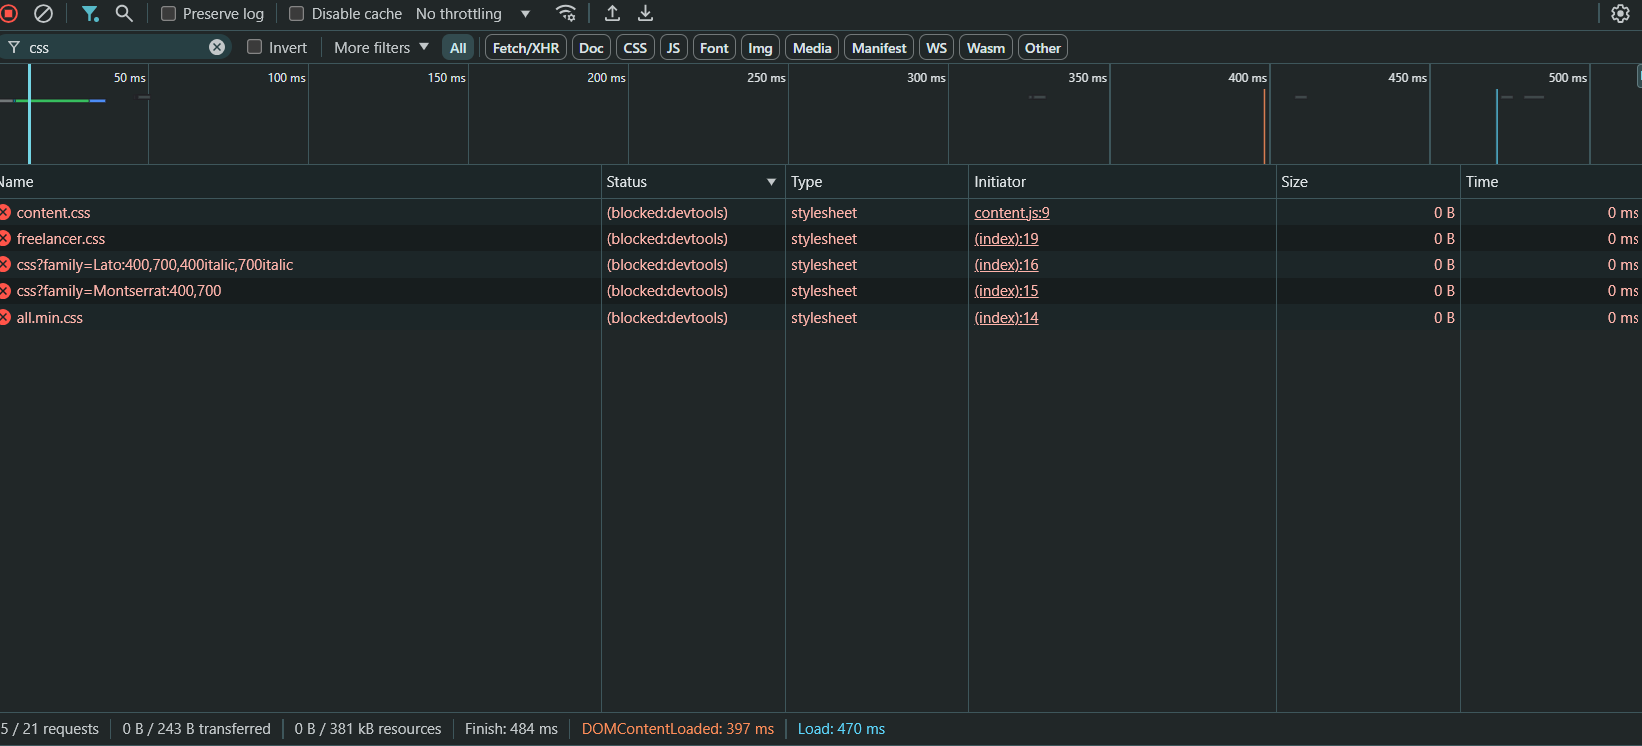 Preserve log Disable cache No throttling
css Invert More filters All Fetch/XHR Doc CSS JS Font Img Media Manifest WS Wasm Other
50 ms 100 ms 150 ms 200 ms 250 ms 300 ms 350 ms 400 ms 450 ms 500 ms
Name Status Type Initiator Size Time
content.css (blocked:devtools) stylesheet content.js:9 0 B 0 ms
freelancer.css (blocked:devtools) stylesheet (index):19 0 B 0 ms
css?family=Lato:400,700,400italic,700italic (blocked:devtools) stylesheet (index):16 0 B 0 ms
css?family=Montserrat:400,700 (blocked:devtools) stylesheet (index):15 0 B 0 ms
all.min.css (blocked:devtools) stylesheet (index):14 0 B 0 ms
5 / 21 requests 0 B / 243 B transferred 0 B / 381 kB resources Finish: 484 ms DOMContentLoaded: 397 ms Load: 470 ms